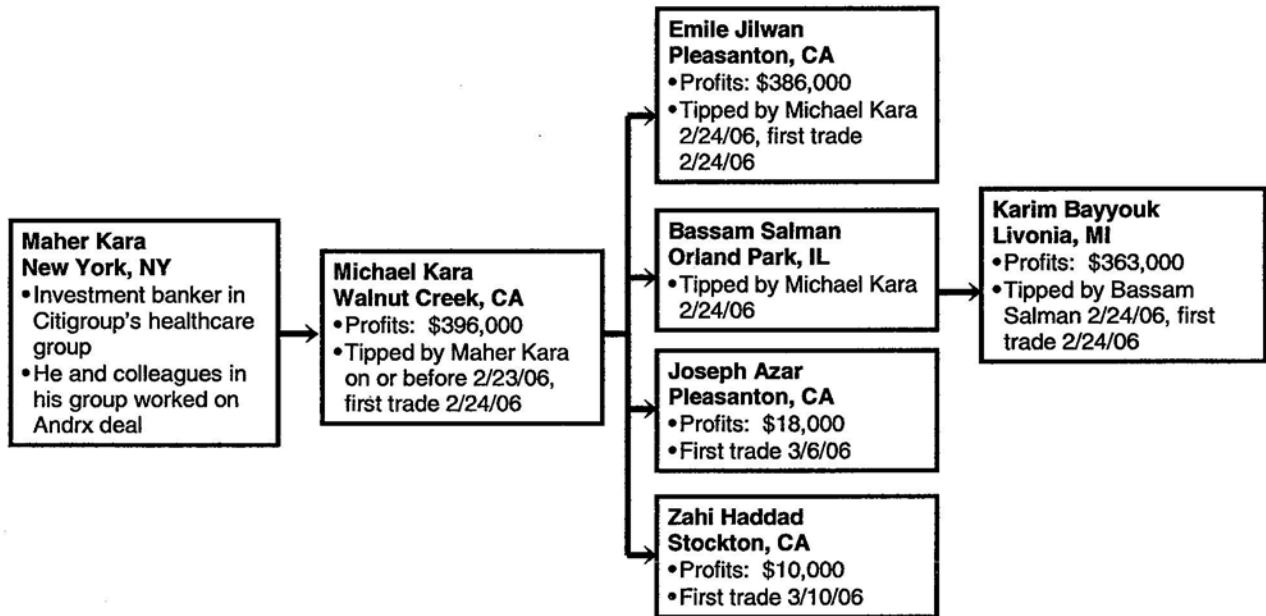 Maher Kara
New York, NY
•Investment banker in
Citigroup's healthcare
group
•He and colleagues in
his group worked on
Andrx deal
Michael Kara
Walnut Creek, CA
•Profits: $396,000
•Tipped by Maher Kara
on or before 2/23/06,
first trade 2/24/06
Emile Jilwan
Pleasanton, CA
•Profits: $386,000
•Tipped by Michael Kara
2/24/06, first trade
2/24/06
Bassam Salman
Orland Park, IL
•Tipped by Michael Kara
2/24/06
Joseph Azar
Pleasanton, CA
•Profits: $18,000
•First trade 3/6/06
Zahi Haddad
Stockton, CA
•Profits: $10,000
•First trade 3/10/06
Karim Bayyouk
Livonia, MI
•Profits: $363,000
•Tipped by Bassam
Salman 2/24/06, first
trade 2/24/06